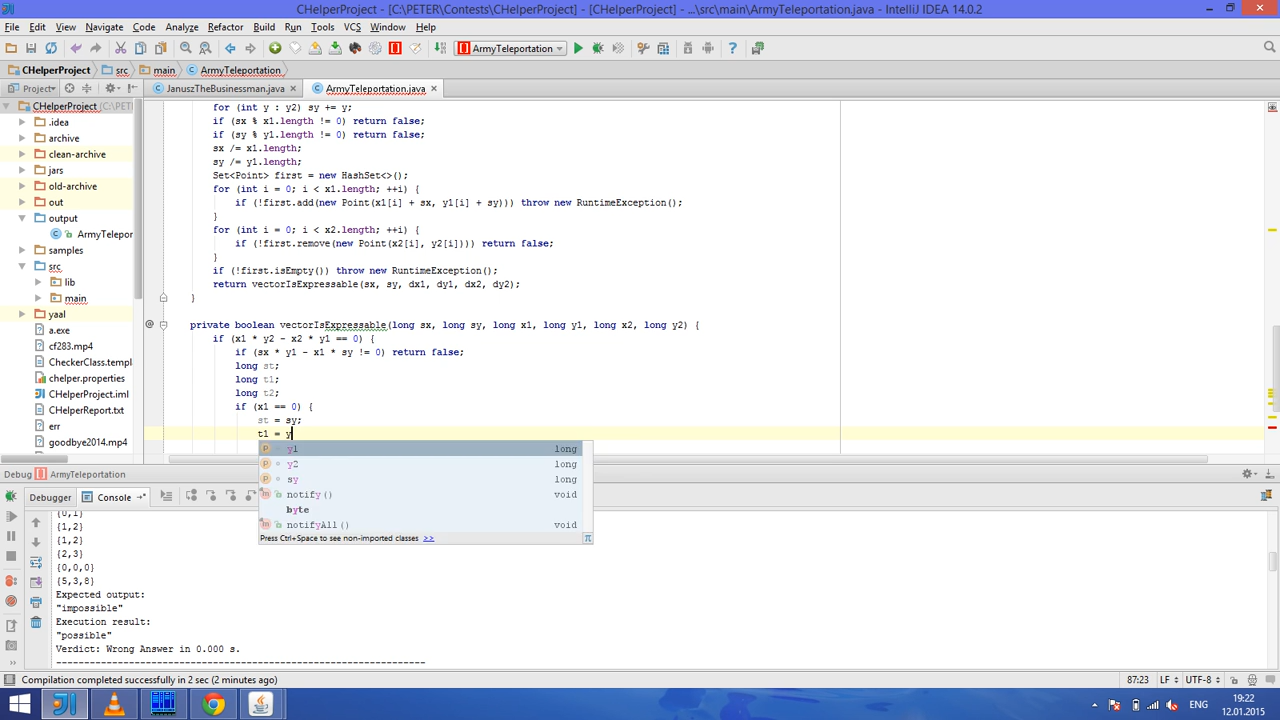 CHelperProject - [C:\PETER\Contests\CHelperProject] - [CHelperProject] - ...\src\main\ArmyTeleportation.java - IntelliJ IDEA 14.0.2
File Edit View Navigate Code Analyze Refactor Build Run Tools VCS Window Help
ArmyTeleportation
CHelperProject src main ArmyTeleportation
Project JanuszTheBusinessman.java ArmyTeleportation.java
CHelperProject (C:\PET
.idea
archive
clean-archive
jars
old-archive
out
output
ArmyTelepor
samples
src
lib
main
yaal
a.exe
cf283.mp4
CheckerClass.templ
chelper.properties
CHelperProject.iml
CHelperReport.txt
err
goodbye2014.mp4
for (int y : y2) sy += y;
if (sx % x1.length != 0) return false;
if (sy % y1.length != 0) return false;
sx /= x1.length;
sy /= y1.length;
Set<Point> first = new HashSet<>();
for (int i = 0; i < x1.length; ++i) {
if (!first.add(new Point(x1[i] + sx, y1[i] + sy))) throw new RuntimeException();
}
for (int i = 0; i < x2.length; ++i) {
if (!first.remove(new Point(x2[i], y2[i]))) return false;
}
if (!first.isEmpty()) throw new RuntimeException();
return vectorIsExpressable(sx, sy, dx1, dy1, dx2, dy2);
}
private boolean vectorIsExpressable(long sx, long sy, long x1, long y1, long x2, long y2) {
if (x1 * y2 - x2 * y1 == 0) {
if (sx * y1 - x1 * sy != 0) return false;
long st;
long t1;
long t2;
if (x1 == 0) {
st = sy;
t1 = y
y1 long
y2 long
sy long
notify() void
byte
notifyAll() void
Press Ctrl+Space to see non-imported classes >>
Debug ArmyTeleportation
Debugger Console
{0,1}
{1,2}
{1,2}
{2,3}
{0,0,0}
{5,3,8}
Expected output:
"impossible"
Execution result:
"possible"
Verdict: Wrong Answer in 0.000 s.
------------------------------------------------------------------
Compilation completed successfully in 2 sec (2 minutes ago) 87:23 LF UTF-8
ENG 19:22
12.01.2015